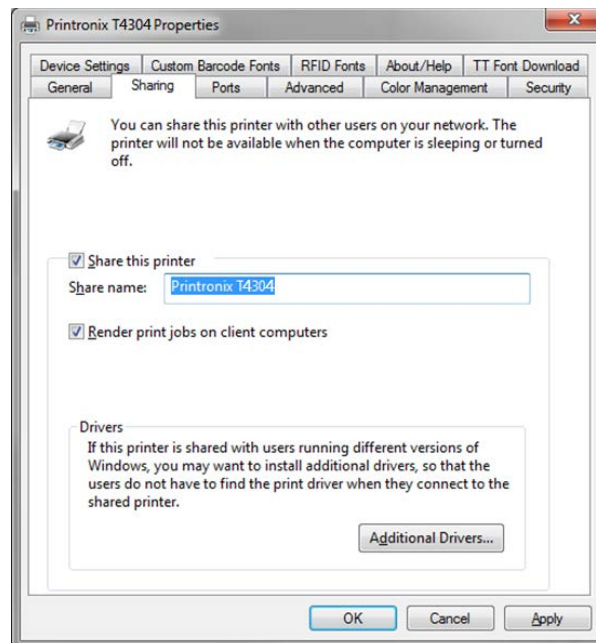 Printronix T4304 Properties
Device Settings Custom Barcode Fonts RFID Fonts About/Help TT Font Download
General Sharing Ports Advanced Color Management Security
You can share this printer with other users on your network. The
printer will not be available when the computer is sleeping or turned
off.
Share this printer
Share name: Printronix T4304
Render print jobs on client computers
Drivers
If this printer is shared with users running different versions of
Windows, you may want to install additional drivers, so that the
users do not have to find the print driver when they connect to the
shared printer.
Additional Drivers...
OK Cancel Apply